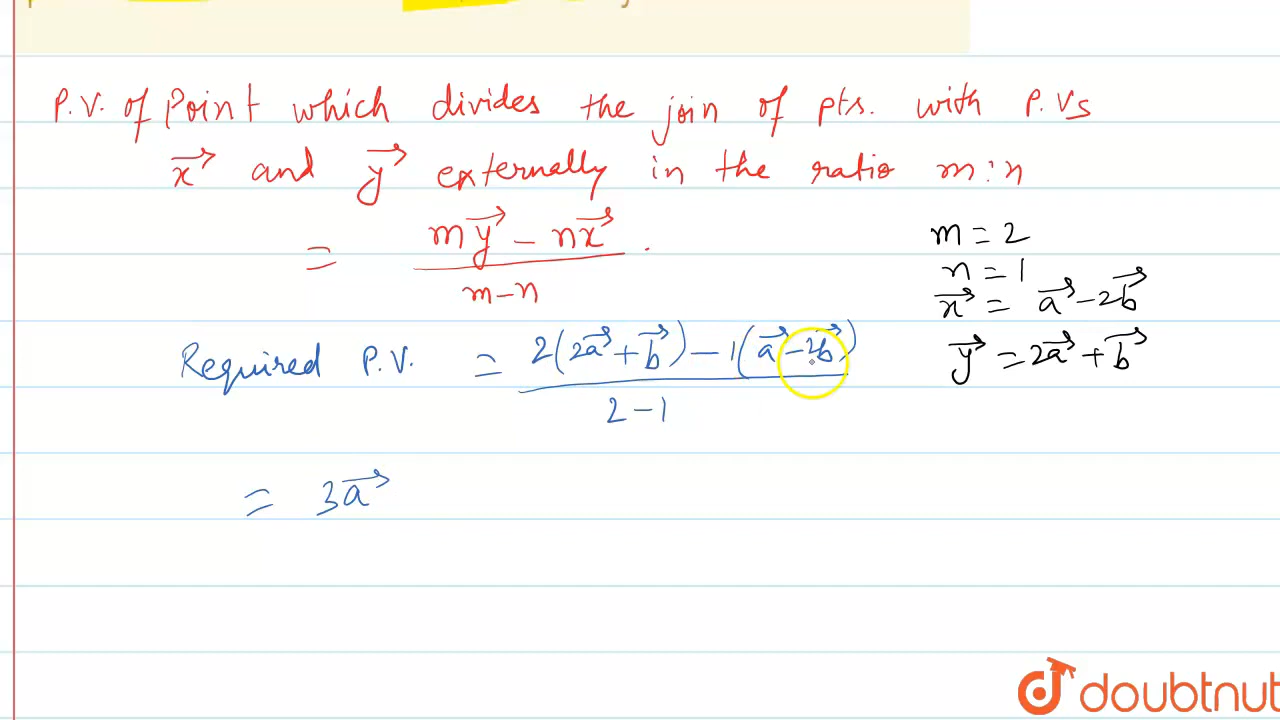 P.V. of Point which divides the join of pts. with P.Vs
x⃗ and y⃗ externally in the ratio m:n
= (my⃗ - nx⃗) / (m-n) .
m = 2
n = 1
x⃗ = a⃗ - 2b⃗
y⃗ = 2a⃗ + b⃗
Required P.V. = (2(2a⃗ + b⃗) - 1(a⃗ - 2b⃗)) / (2 - 1)
= 3a⃗
doubtnut